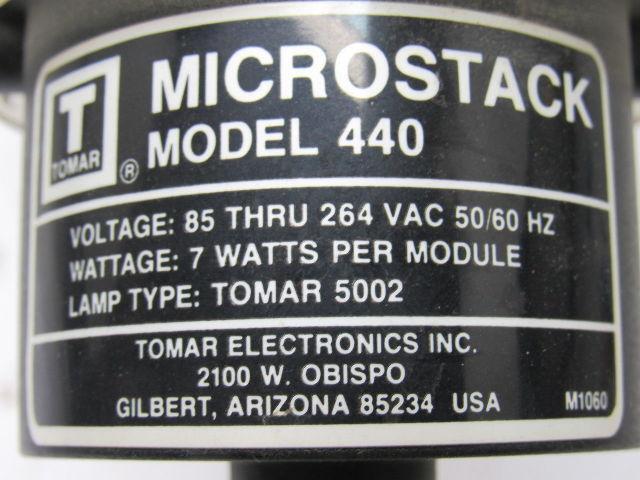 T
TOMAR
®
MICROSTACK
MODEL 440
VOLTAGE: 85 THRU 264 VAC 50/60 HZ
WATTAGE: 7 WATTS PER MODULE
LAMP TYPE: TOMAR 5002
TOMAR ELECTRONICS INC.
2100 W. OBISPO
GILBERT, ARIZONA 85234 USA
M1060